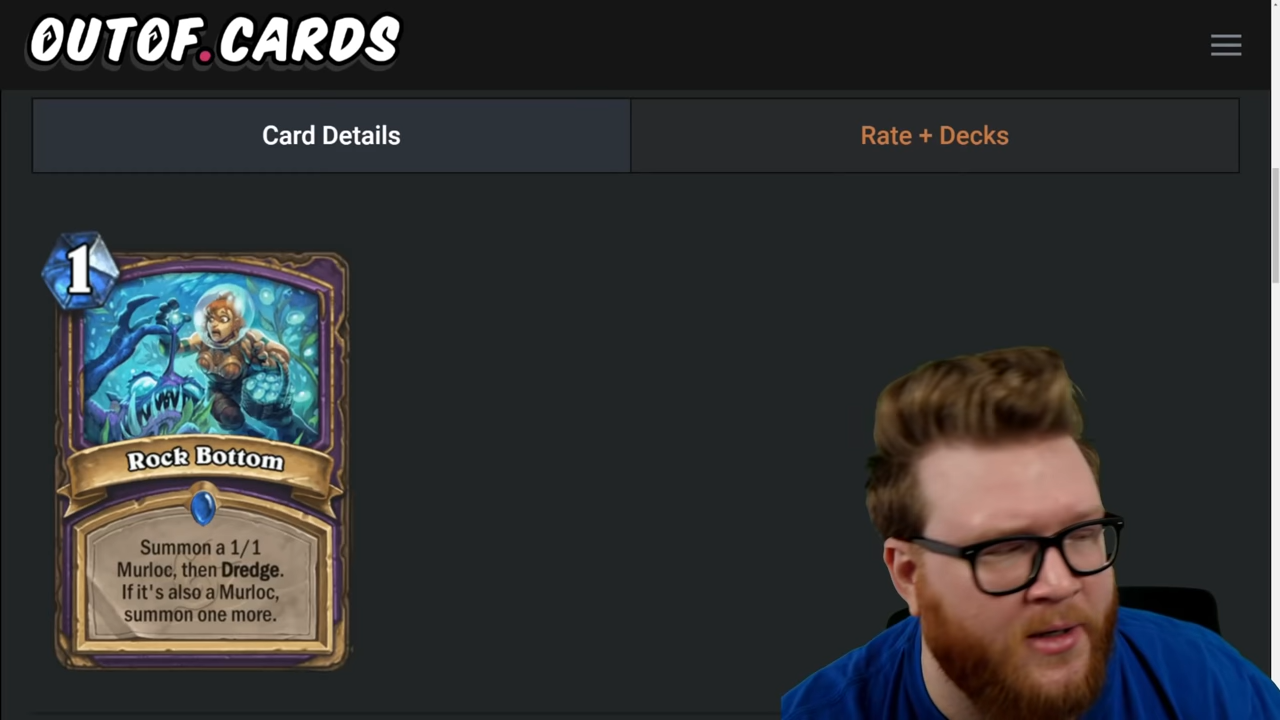 OUTOF.CARDS
Card Details
Rate + Decks
1
Rock Bottom
Summon a 1/1
Murloc, then Dredge.
If it's also a Murloc,
summon one more.